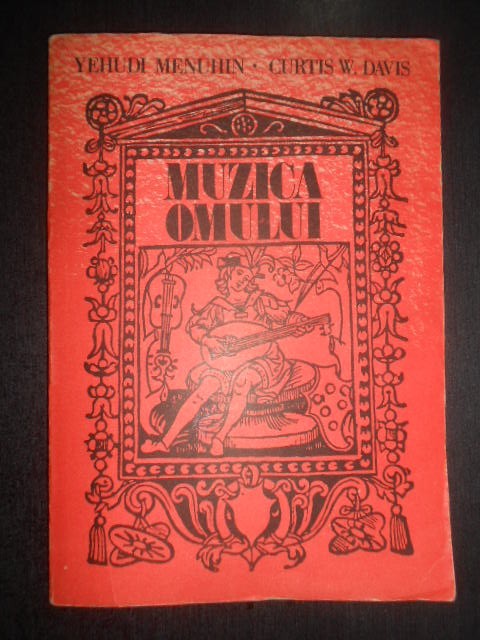 YEHUDI MENUHIN • CURTIS W. DAVIS
MUZICA
OMULUI